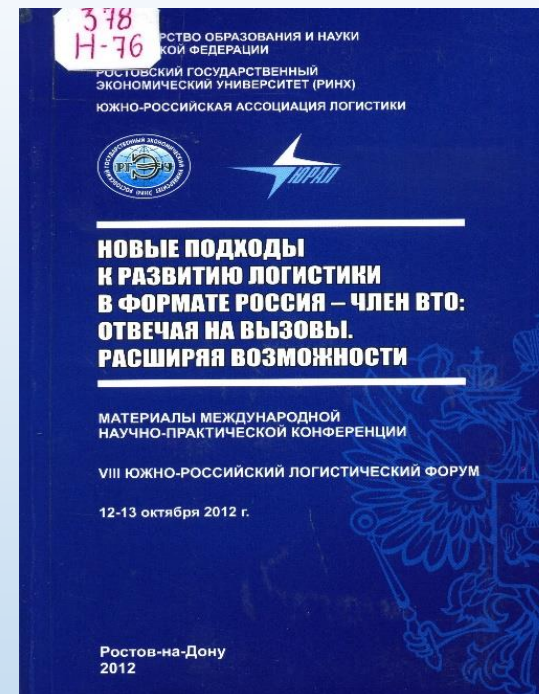 378
Н-76
РСТВО ОБРАЗОВАНИЯ И НАУКИ
КОЙ ФЕДЕРАЦИИ
РОСТОВСКИЙ ГОСУДАРСТВЕННЫЙ
ЭКОНОМИЧЕСКИЙ УНИВЕРСИТЕТ (РИНХ)
ЮЖНО-РОССИЙСКАЯ АССОЦИАЦИЯ ЛОГИСТИКИ
ЮРАЛ
НОВЫЕ ПОДХОДЫ
К РАЗВИТИЮ ЛОГИСТИКИ
В ФОРМАТЕ РОССИЯ – ЧЛЕН ВТО:
ОТВЕЧАЯ НА ВЫЗОВЫ.
РАСШИРЯЯ ВОЗМОЖНОСТИ
МАТЕРИАЛЫ МЕЖДУНАРОДНОЙ
НАУЧНО-ПРАКТИЧЕСКОЙ КОНФЕРЕНЦИИ
VIII ЮЖНО-РОССИЙСКИЙ ЛОГИСТИЧЕСКИЙ ФОРУМ
12-13 октября 2012 г.
Ростов-на-Дону
2012